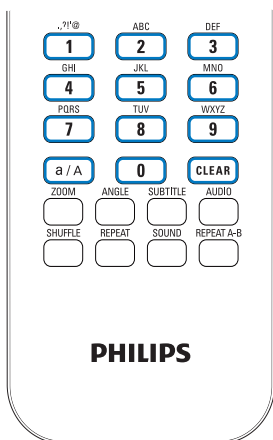 .,?!'@ ABC DEF
1 2 3
GHI JKL MNO
4 5 6
PQRS TUV WXYZ
7 8 9
a / A 0 CLEAR
ZOOM ANGLE SUBTITLE AUDIO
SHUFFLE REPEAT SOUND REPEAT A-B
PHILIPS